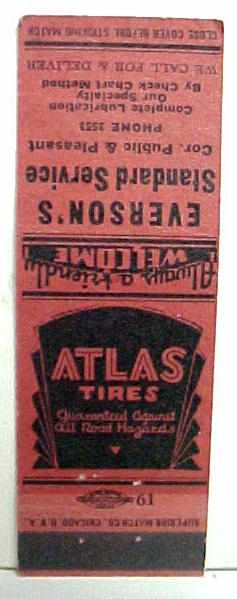 CLOSE COVER BEFORE STRIKING MATCH
EVERSON'S
Standard Service
Cor. Public & Pleasant
PHONE 3553
Complete Lubrication
Our Specialty
By Check Chart Method
WE CALL FOR & DELIVER
Always a friendly
WELCOME
ATLAS
TIRES
Guaranteed Against
All Road Hazards
19
SUPERIOR MATCH CO., CHICAGO, U.S.A.